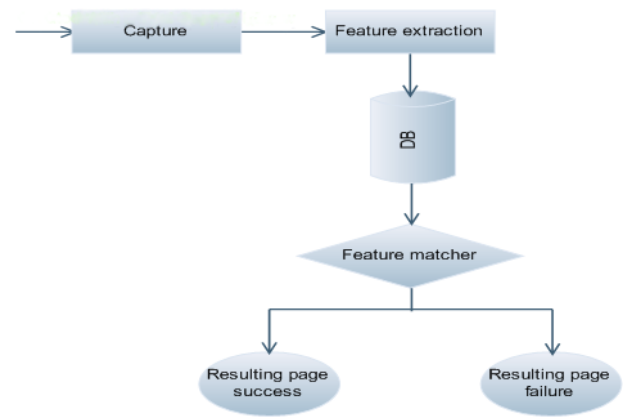 Capture
Feature extraction
DB
Feature matcher
Resulting page
success
Resulting page
failure